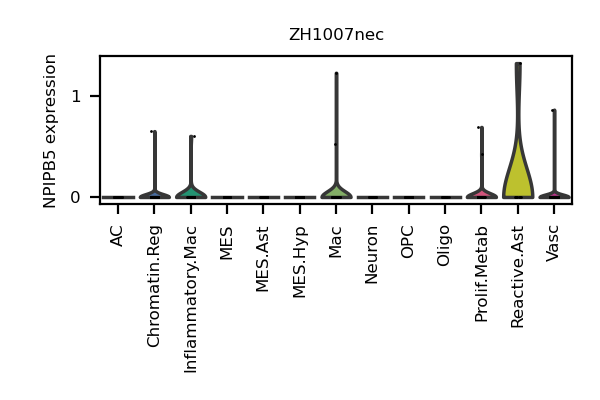 ZH1007nec
NPIPB5 expression
1
0
AC
Chromatin.Reg
Inflammatory.Mac
MES
MES.Ast
MES.Hyp
Mac
Neuron
OPC
Oligo
Prolif.Metab
Reactive.Ast
Vasc